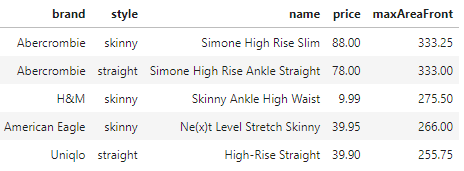 brand style name price maxAreaFront
Abercrombie skinny Simone High Rise Slim 88.00 333.25
Abercrombie straight Simone High Rise Ankle Straight 78.00 333.00
H&M skinny Skinny Ankle High Waist 9.99 275.50
American Eagle skinny Ne(x)t Level Stretch Skinny 39.95 266.00
Uniqlo straight High-Rise Straight 39.90 255.75